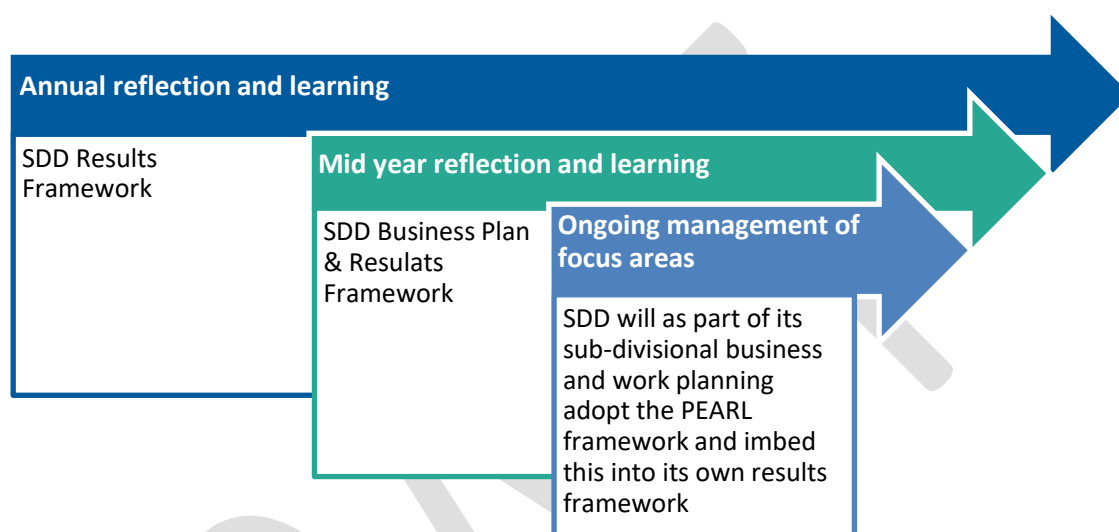 Annual reflection and learning
SDD Results
Framework
Mid year reflection and learning
SDD Business Plan
& Resulats
Framework
Ongoing management of
focus areas
SDD will as part of its
sub-divisional business
and work planning
adopt the PEARL
framework and imbed
this into its own results
framework